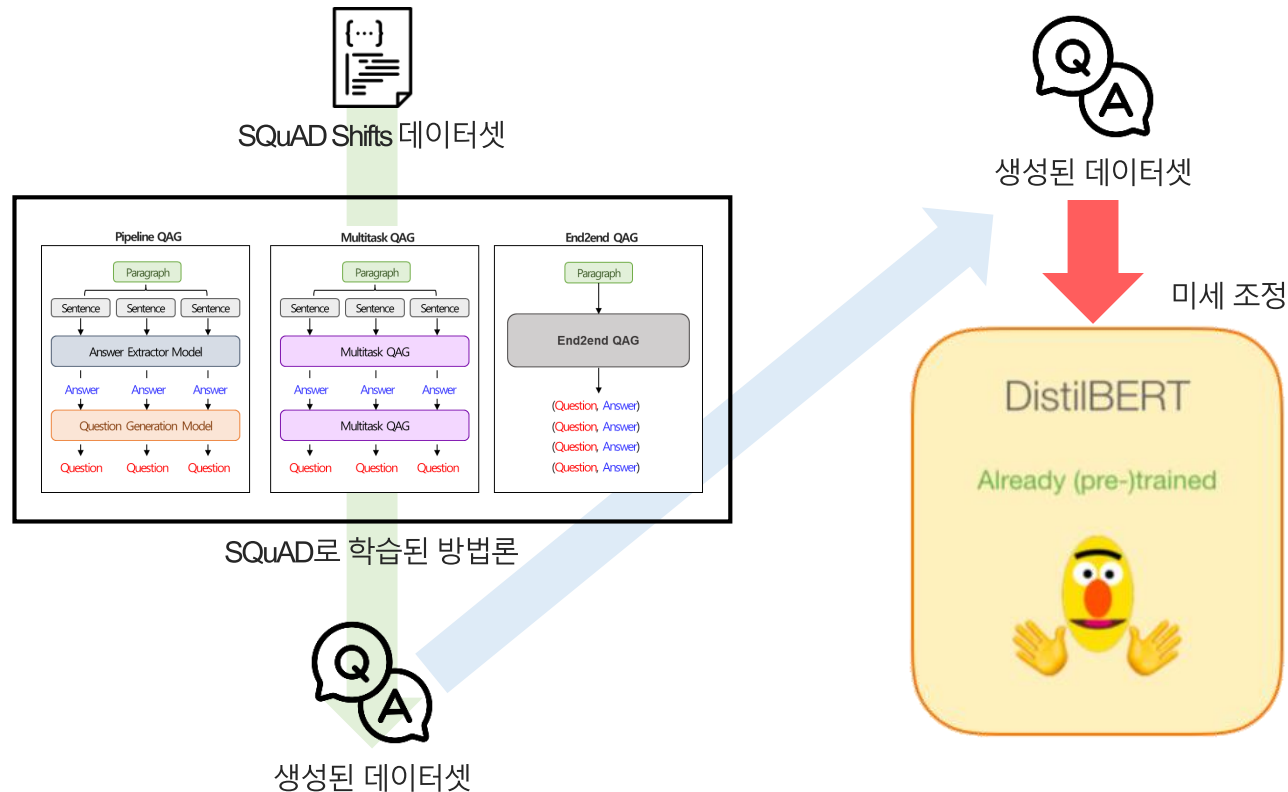 {...}
SQuAD Shifts 데이터셋
Pipeline QAG
Paragraph
Sentence Sentence Sentence
Answer Extractor Model
Answer Answer Answer
Question Generation Model
Question Question Question
Multitask QAG
Paragraph
Sentence Sentence Sentence
Multitask QAG
Answer Answer Answer
Multitask QAG
Question Question Question
End2end QAG
Paragraph
End2end QAG
(Question, Answer)
(Question, Answer)
(Question, Answer)
(Question, Answer)
SQuAD로 학습된 방법론
Q
A
생성된 데이터셋
Q
A
생성된 데이터셋
미세 조정
DistilBERT
Already (pre-)trained